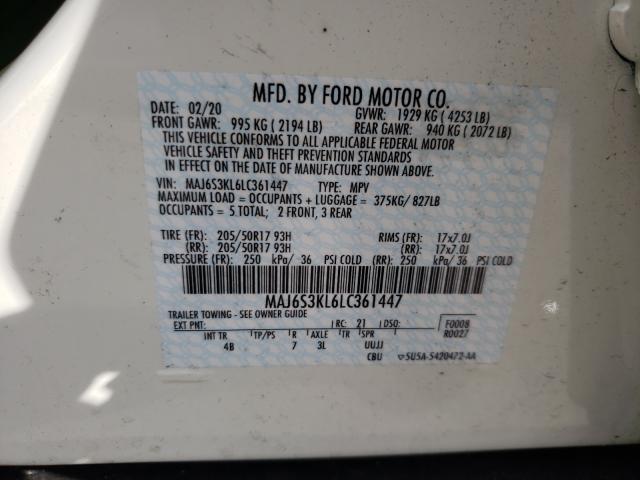 MFD. BY FORD MOTOR CO.
DATE: 02/20 GVWR: 1929 KG ( 4253 LB)
FRONT GAWR: 995 KG ( 2194 LB) REAR GAWR: 940 KG ( 2072 LB)
THIS VEHICLE CONFORMS TO ALL APPLICABLE FEDERAL MOTOR
VEHICLE SAFETY AND THEFT PREVENTION STANDARDS
IN EFFECT ON THE DATE OF MANUFACTURE SHOWN ABOVE.
VIN: MAJ6S3KL6LC361447 TYPE: MPV
MAXIMUM LOAD = OCCUPANTS + LUGGAGE = 375KG/ 827LB
OCCUPANTS = 5 TOTAL; 2 FRONT, 3 REAR
TIRE (FR): 205/50R17 93H RIMS (FR): 17x7.0J
(RR): 205/50R17 93H (RR): 17x7.0J
PRESSURE (FR): 250 kPa/ 36 PSI COLD (RR): 250 kPa/ 36 PSI COLD
MAJ6S3KL6LC361447
TRAILER TOWING - SEE OWNER GUIDE
EXT PNT: RC: 21 DSO: F0008
R0027
INT TR TP/PS R AXLE TR SPR
4B 7 3L UUJJ
CBU 5U5A-5420472-AA